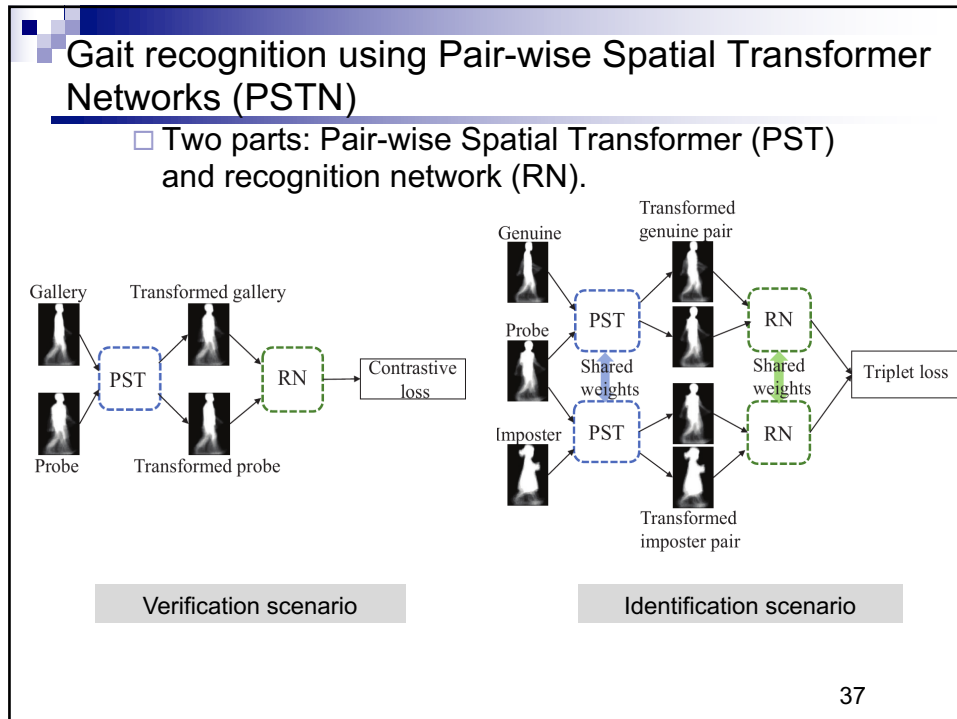 Gait recognition using Pair-wise Spatial Transformer
Networks (PSTN)
Two parts: Pair-wise Spatial Transformer (PST)
and recognition network (RN).
Gallery
Transformed gallery
PST
RN
Contrastive
loss
Probe
Transformed probe
Verification scenario
Genuine
Transformed
genuine pair
PST
RN
Probe
Shared
weights
Shared
weights
Triplet loss
Imposter
PST
RN
Transformed
imposter pair
Identification scenario
37